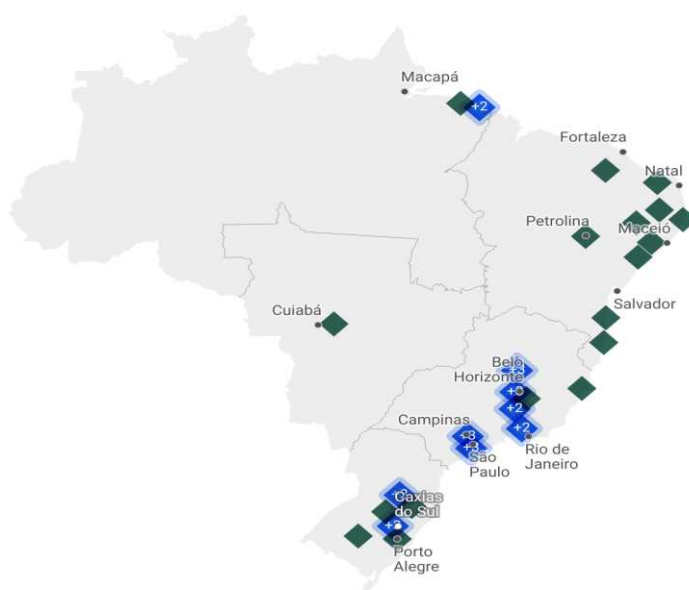 Macapá
+2
Fortaleza
Natal
Petrolina
Maceió
Salvador
Cuiabá
Belo
Horizonte
+2
+2
Campinas
São
Paulo
Rio de
Janeiro
Caxias
do Sul
Porto
Alegre